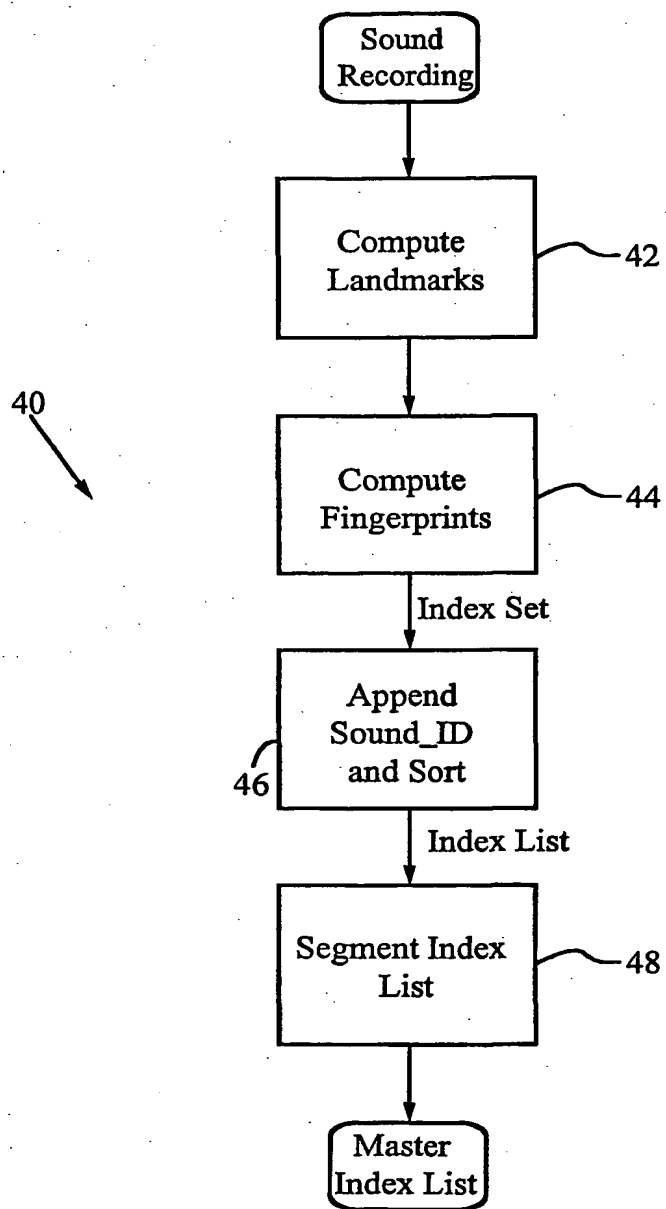 Sound
Recording
Compute
Landmarks
42
40
Compute
Fingerprints
44
Index Set
Append
Sound_ID
and Sort
46
Index List
Segment Index
List
48
Master
Index List